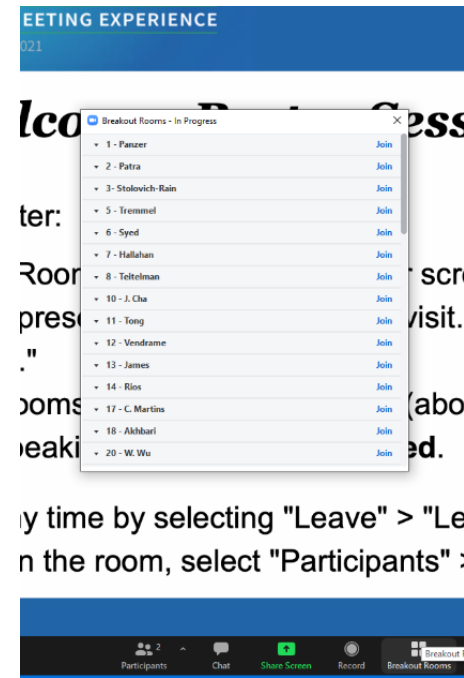 EETING EXPERIENCE
021
Breakout Rooms - In Progress
ess
ter:
1 - Panzer Join
2 - Patra Join
3- Stolovich-Rain Join
5 - Tremmel Join
6 - Syed Join
7 - Hallahan Join
8 - Teitelman Join
10 - J. Cha Join
11 - Tong Join
12 - Vendrame Join
13 - James Join
14 - Rios Join
17 - C. Martins Join
18 - Akhbari Join
20 - W. Wu Join
Roor scre
pres visit.
."
ooms (abo
eaki ed.
y time by selecting "Leave" > "Le
n the room, select "Participants" >
2
Participants Chat Share Screen Record Breakout Rooms
Breakout